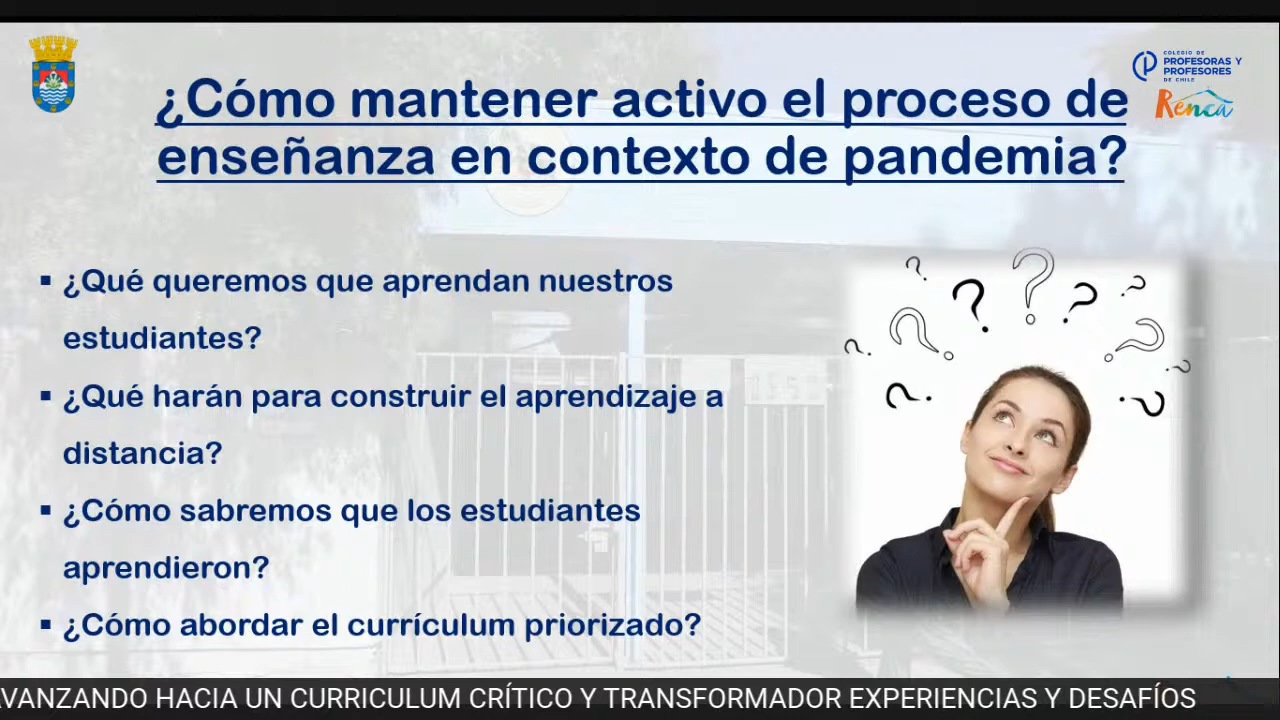 COLEGIO DE
PROFESORAS Y
PROFESORES
DE CHILE
Renca
¿Cómo mantener activo el proceso de
enseñanza en contexto de pandemia?
▪ ¿Qué queremos que aprendan nuestros
estudiantes?
▪ ¿Qué harán para construir el aprendizaje a
distancia?
▪ ¿Cómo sabremos que los estudiantes
aprendieron?
▪ ¿Cómo abordar el currículum priorizado?
AVANZANDO HACIA UN CURRICULUM CRÍTICO Y TRANSFORMADOR EXPERIENCIAS Y DESAFÍOS